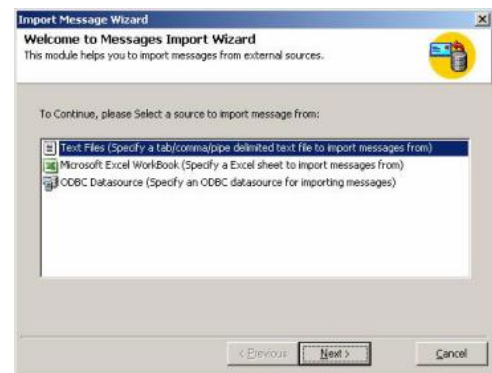 Import Message Wizard
Welcome to Messages Import Wizard
This module helps you to import messages from external sources.
To Continue, please Select a source to import message from:
Text Files (Specify a tab/comma/pipe delimited text file to import messages from)
Microsoft Excel WorkBook (Specify a Excel sheet to import messages from)
ODBC Datasource (Specify an ODBC datasource for importing messages)
< Previous Next > Cancel